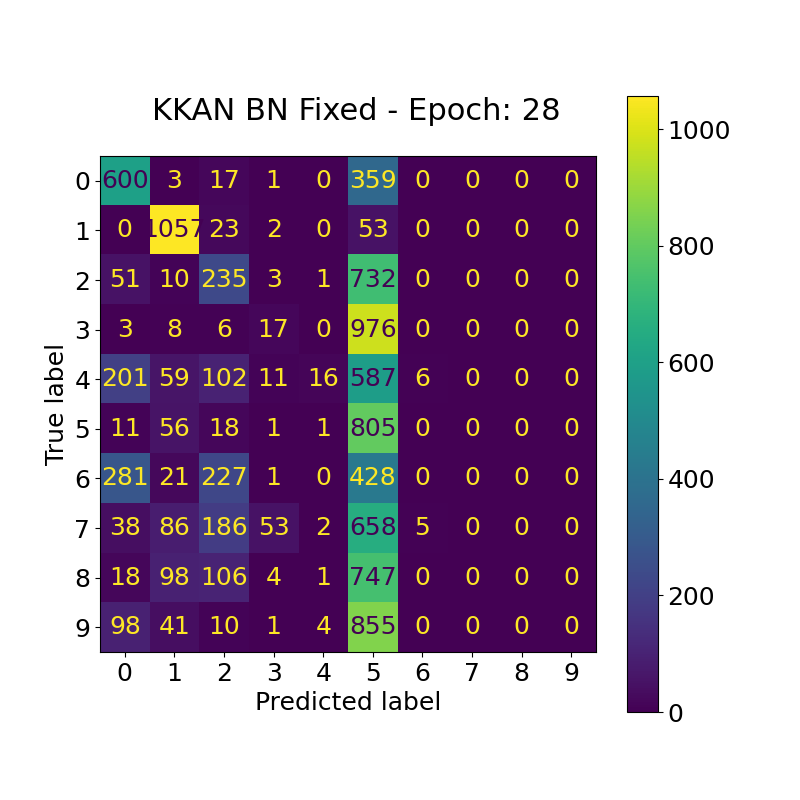 KKAN BN Fixed - Epoch: 28
0 600 3 17 1 0 359 0 0 0 0
1 0 1057 23 2 0 53 0 0 0 0
2 51 10 235 3 1 732 0 0 0 0
3 3 8 6 17 0 976 0 0 0 0
4 201 59 102 11 16 587 6 0 0 0
5 11 56 18 1 1 805 0 0 0 0
6 281 21 227 1 0 428 0 0 0 0
7 38 86 186 53 2 658 5 0 0 0
8 18 98 106 4 1 747 0 0 0 0
9 98 41 10 1 4 855 0 0 0 0
0 1 2 3 4 5 6 7 8 9
Predicted label
True label
1000
800
600
400
200
0